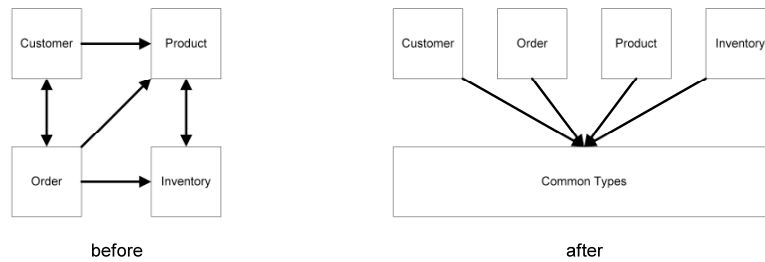 Customer
Product
Order
Inventory
before
Customer
Order
Product
Inventory
Common Types
after